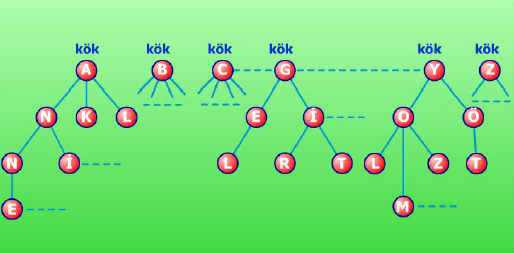 kök kök kök kök kök kök
A B C G Y Z
N K L E İ O Ö
N İ L R T L Z T
E M